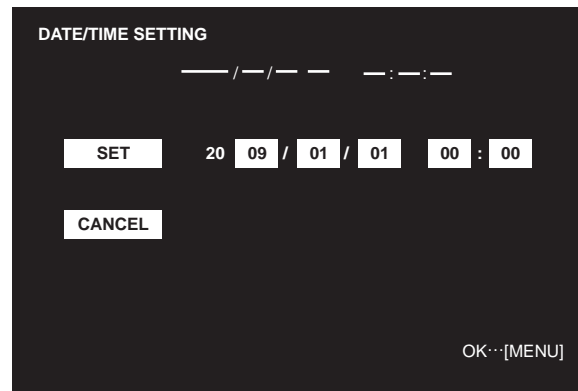 DATE/TIME SETTING
——/—/— — —:—:—
SET 20 09 / 01 / 01 00 : 00
CANCEL
OK···[MENU]